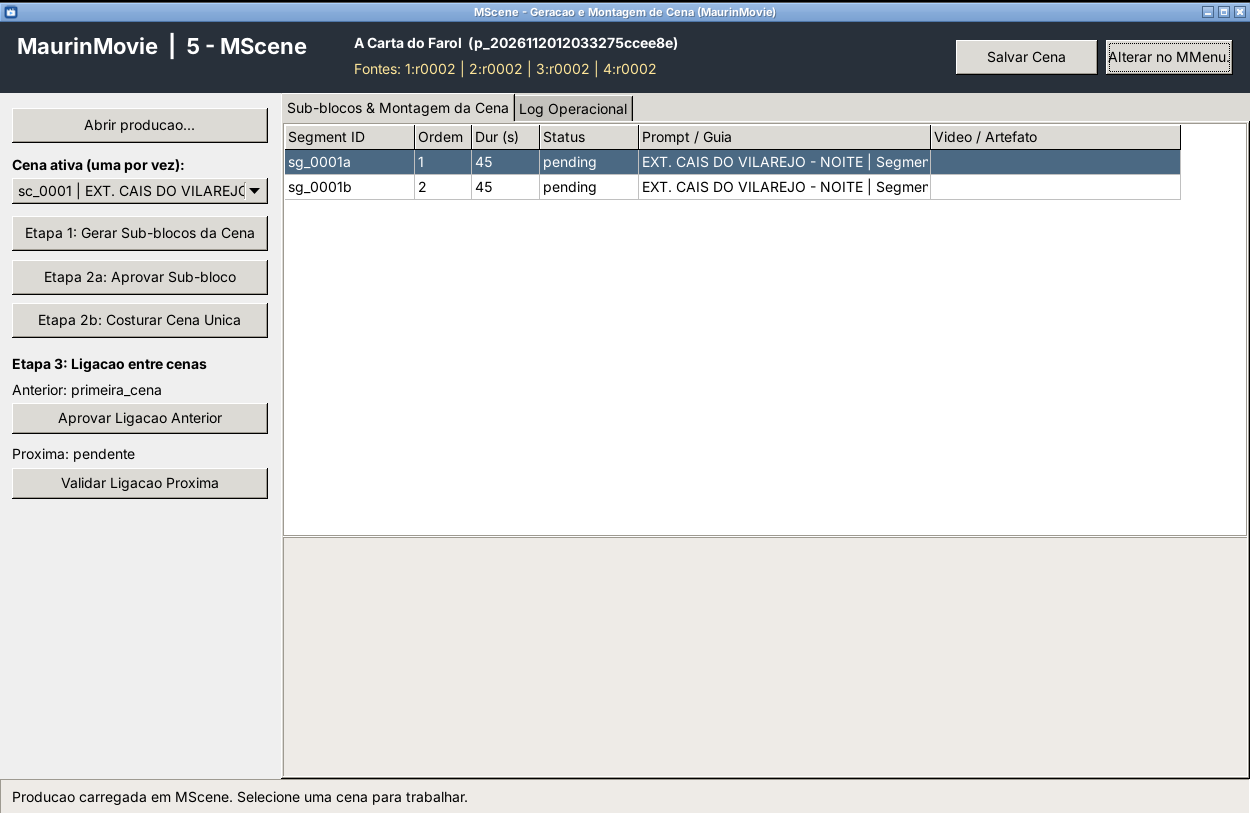 MScene - Geracao e Montagem de Cena (MaurinMovie)
MaurinMovie | 5 - MScene
A Carta do Farol (p_2026112012033275ccee8e)
Fontes: 1:r0002 | 2:r0002 | 3:r0002 | 4:r0002
Salvar Cena
Alterar no MMenu.
Abrir producao...
Cena ativa (uma por vez):
sc_0001 | EXT. CAIS DO VILAREJO
Etapa 1: Gerar Sub-blocos da Cena
Etapa 2a: Aprovar Sub-bloco
Etapa 2b: Costurar Cena Unica
Etapa 3: Ligacao entre cenas
Anterior: primeira_cena
Aprovar Ligacao Anterior
Proxima: pendente
Validar Ligacao Proxima
Sub-blocos & Montagem da Cena Log Operacional
Segment ID Ordem Dur (s) Status Prompt / Guia Video / Artefato
sg_0001a 1 45 pending EXT. CAIS DO VILAREJO - NOITE | Segmen
sg_0001b 2 45 pending EXT. CAIS DO VILAREJO - NOITE | Segmen
Producao carregada em MScene. Selecione uma cena para trabalhar.